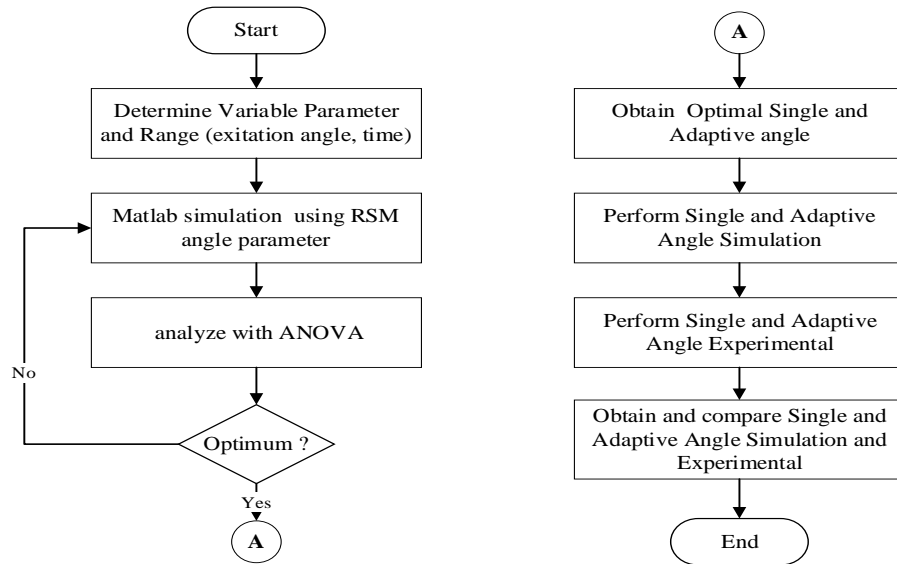 Start
Determine Variable Parameter
and Range (exitation angle, time)
Matlab simulation using RSM
angle parameter
analyze with ANOVA
No
Optimum ?
Yes
A
A
Obtain Optimal Single and
Adaptive angle
Perform Single and Adaptive
Angle Simulation
Perform Single and Adaptive
Angle Experimental
Obtain and compare Single and
Adaptive Angle Simulation and
Experimental
End